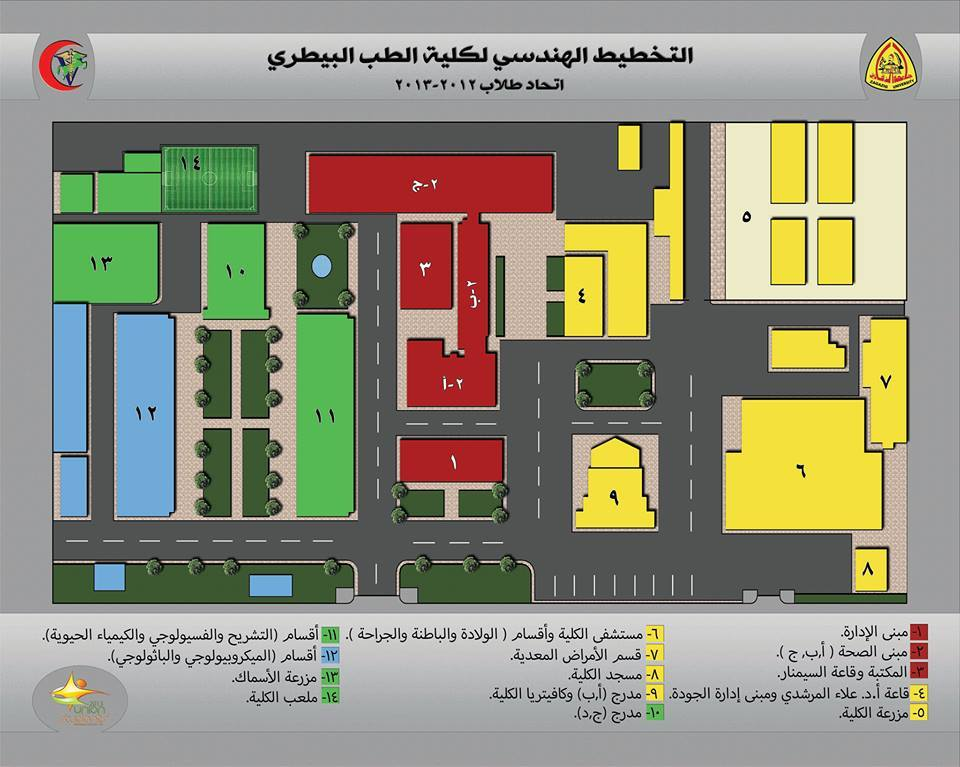 التخطيط الهندسي لكلية الطب البيطري
اتحاد طلاب ٢٠١٢-٢٠١٣
ZAGAZIG UNIVERSITY
١٤
٢-ج
٥
١٣
١٠
٣
٢-ب
٤
٢-أ
٧
١٢
١١
١
٩
٦
٨
١- مبنى الإدارة.
٢- مبنى الصحة ( أ,ب, ج ).
٣- المكتبة وقاعة السيمنار.
٤- قاعة أ.د. علاء المرشدي ومبنى إدارة الجودة.
٥- مزرعة الكلية.
٦- مستشفى الكلية وأقسام ( الولادة والباطنة والجراحة ).
٧- قسم الأمراض المعدية.
٨- مسجد الكلية.
٩- مدرج (أ,ب) وكافيتريا الكلية.
١٠- مدرج (ج,د).
١١- أقسام (التشريح والفسيولوجي والكيمياء الحيوية).
١٢- أقسام (الميكروبيولوجي والباثولوجي).
١٣- مزرعة الأسماك.
١٤- ملعب الكلية.
union